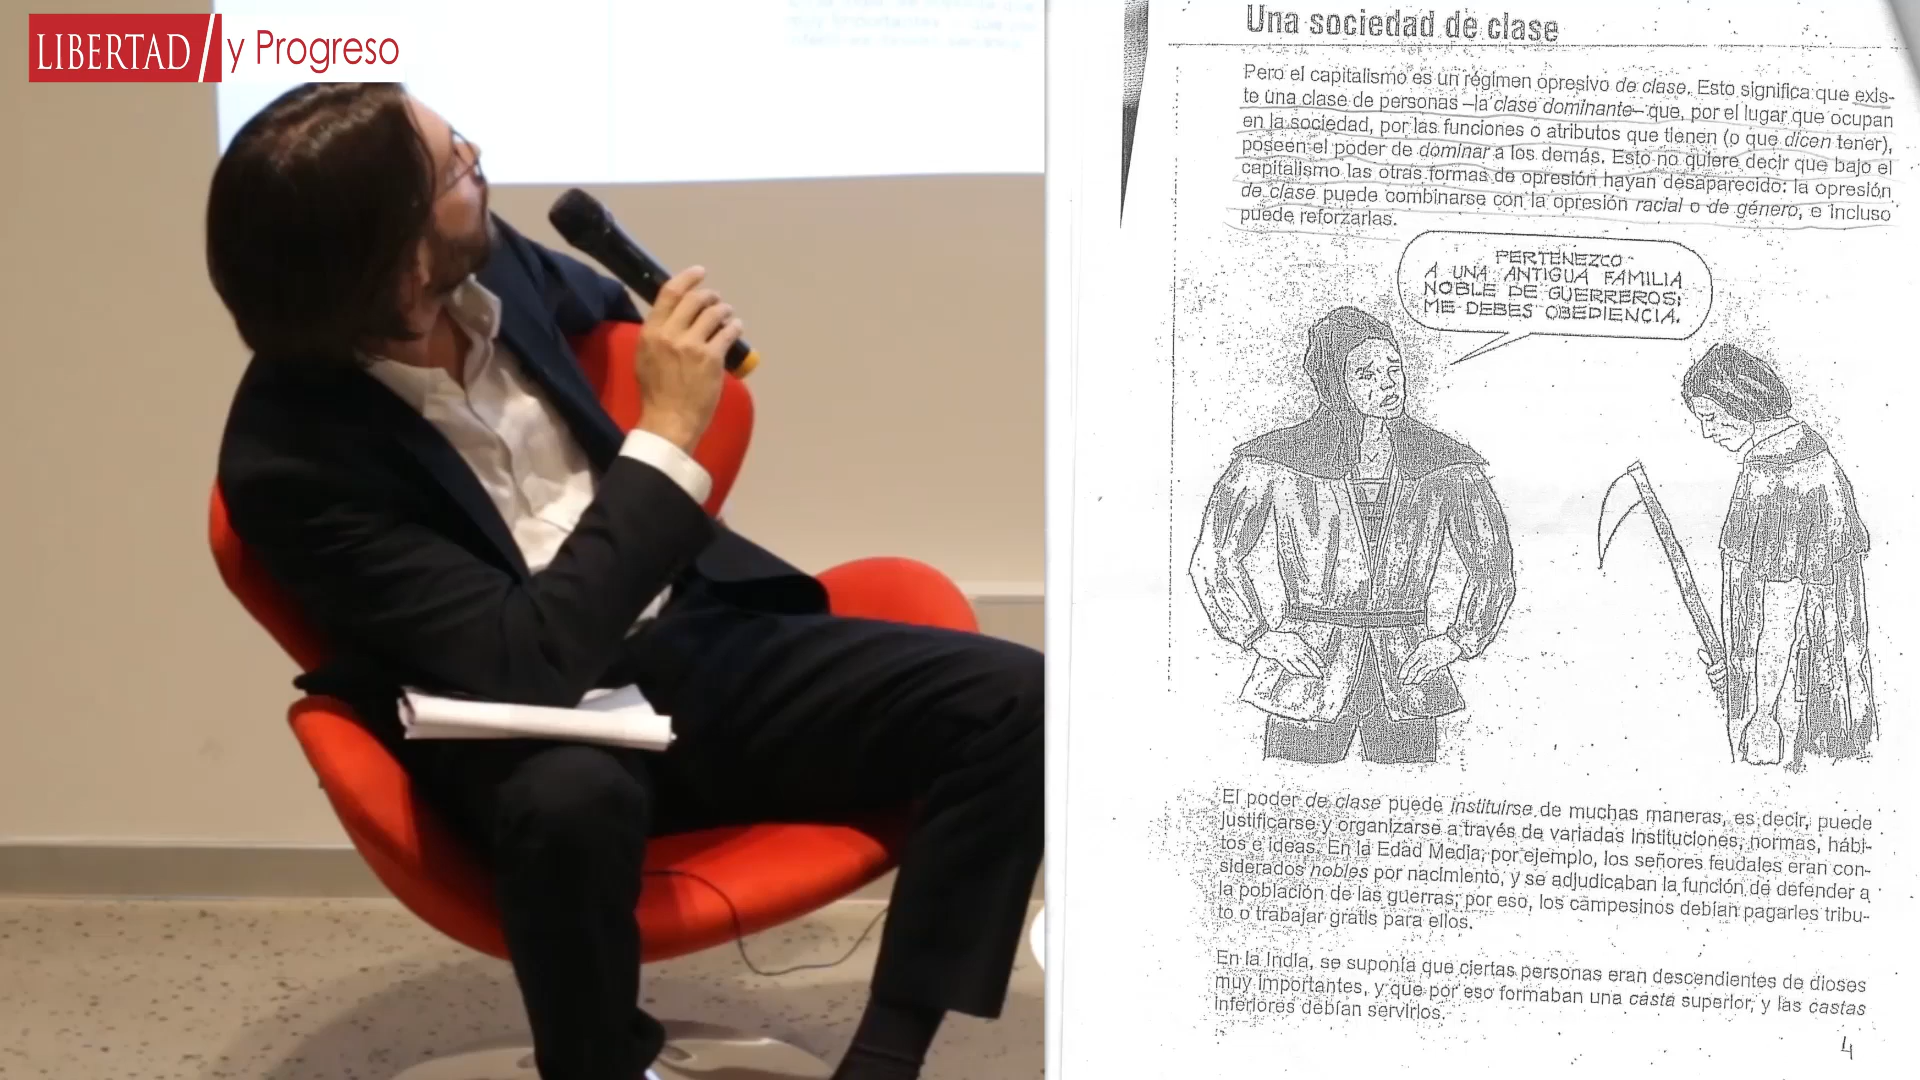 LIBERTAD y Progreso
Una sociedad de clase
Pero el capitalismo es un régimen opresivo de clase. Esto significa que exis-
te una clase de personas –la clase dominante– que, por el lugar que ocupan
en la sociedad, por las funciones o atributos que tienen (o que dicen tener),
poseen el poder de dominar a los demás. Esto no quiere decir que bajo el
capitalismo las otras formas de opresión hayan desaparecido: la opresión
de clase puede combinarse con la opresión racial o de género, e incluso
puede reforzarlas.
PERTENEZCO
A UNA ANTIGUA FAMILIA
NOBLE DE GUERREROS;
ME DEBES OBEDIENCIA.
El poder de clase puede instituirse de muchas maneras, es decir, puede
justificarse y organizarse a través de variadas instituciones, normas, hábi-
tos e ideas. En la Edad Media, por ejemplo, los señores feudales eran con-
siderados nobles por nacimiento, y se adjudicaban la función de defender a
la población de las guerras; por eso, los campesinos debían pagarles tribu-
to o trabajar gratis para ellos.
En la India, se suponía que ciertas personas eran descendientes de dioses
muy importantes, y que por eso formaban una casta superior, y las castas
inferiores debían servirlos.
4